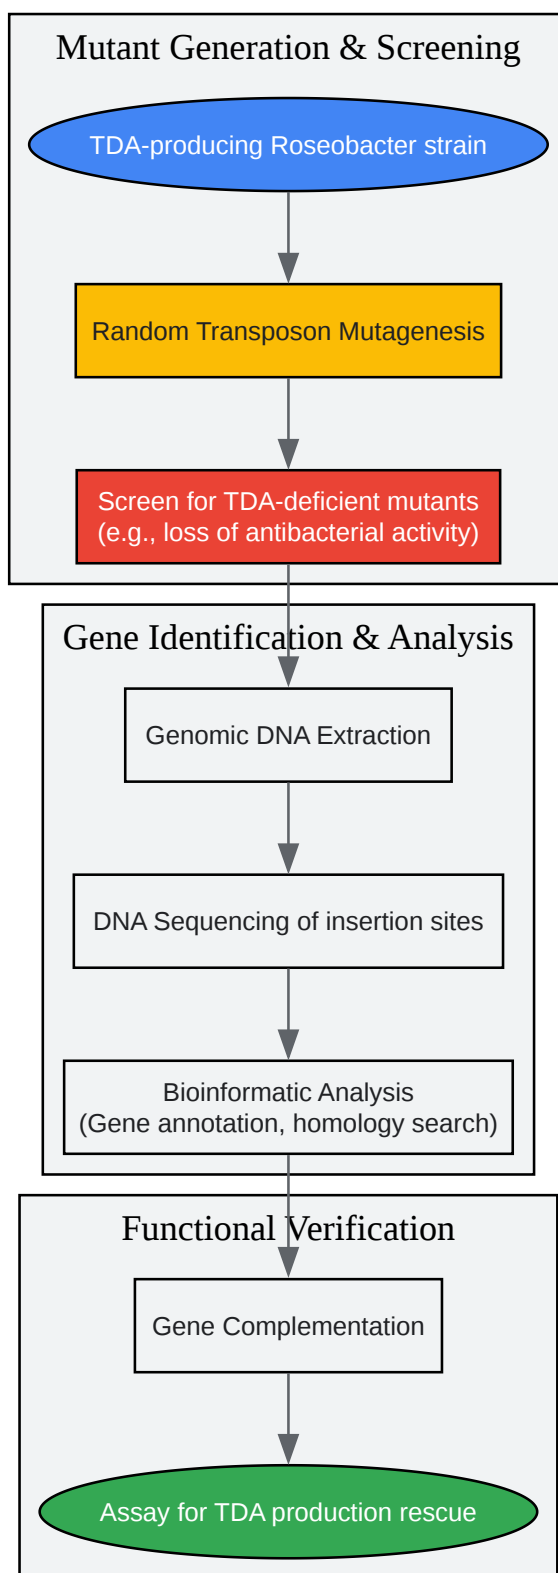 Mutant Generation & Screening
TDA-producing Roseobacter strain
Random Transposon Mutagenesis
Screen for TDA-deficient mutants
(e.g., loss of antibacterial activity)
Gene Identification & Analysis
Genomic DNA Extraction
DNA Sequencing of insertion sites
Bioinformatic Analysis
(Gene annotation, homology search)
Functional Verification
Gene Complementation
Assay for TDA production rescue